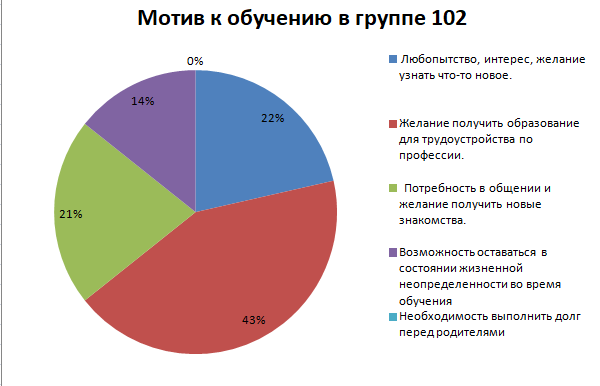 Мотив к обучению в группе 102
0%
14%
22%
21%
43%
Любопытство, интерес, желание
узнать что-то новое.
Желание получить образование
для трудоустройства по
профессии.
Потребность в общении и
желание получить новые
знакомства.
Возможность оставаться в
состоянии жизненной
неопределенности во время
обучения
Необходимость выполнить долг
перед родителями